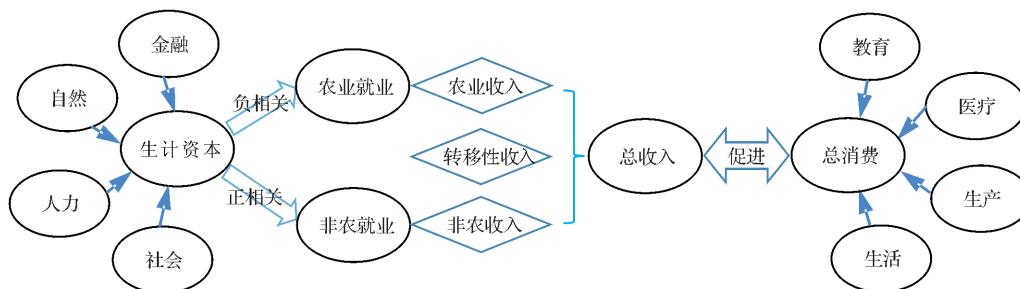 金融
自然
生计资本
人力
社会
负相关
正相关
农业就业
非农就业
农业收入
转移性收入
非农收入
总收入
促进
总消费
教育
医疗
生产
生活